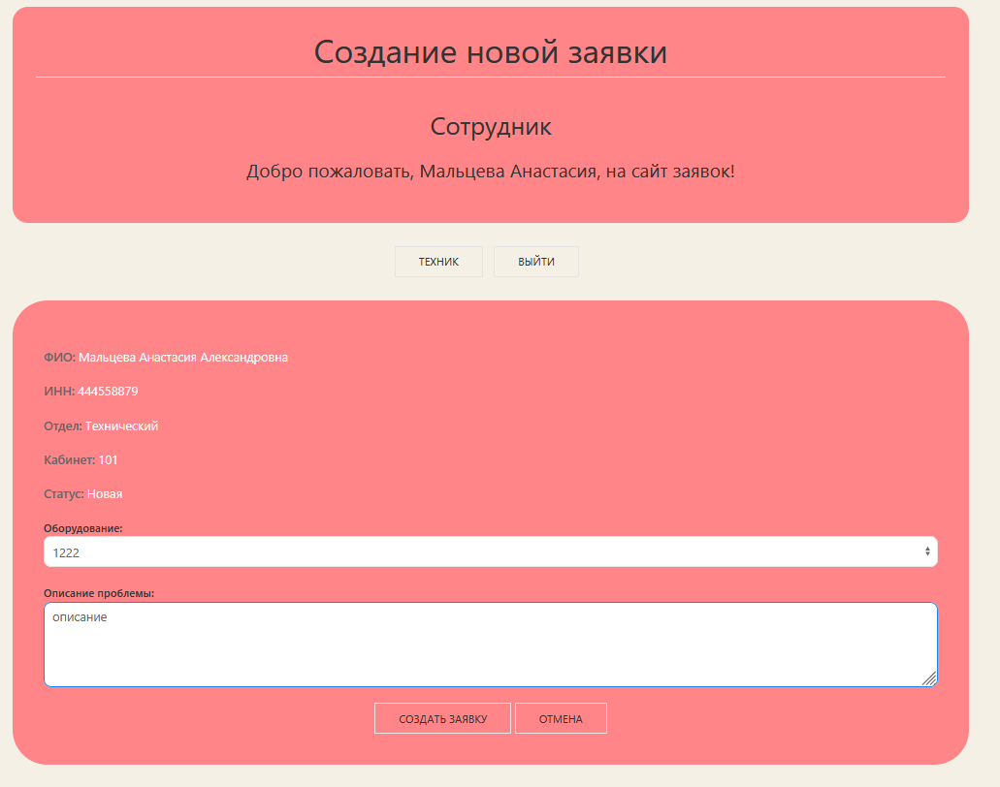 Создание новой заявки
Сотрудник
Добро пожаловать, Мальцева Анастасия, на сайт заявок!
ТЕХНИК ВЫЙТИ
ФИО: Мальцева Анастасия Александровна
ИНН: 444558879
Отдел: Технический
Кабинет: 101
Статус: Новая
Оборудование:
1222
Описание проблемы:
описание
СОЗДАТЬ ЗАЯВКУ ОТМЕНА